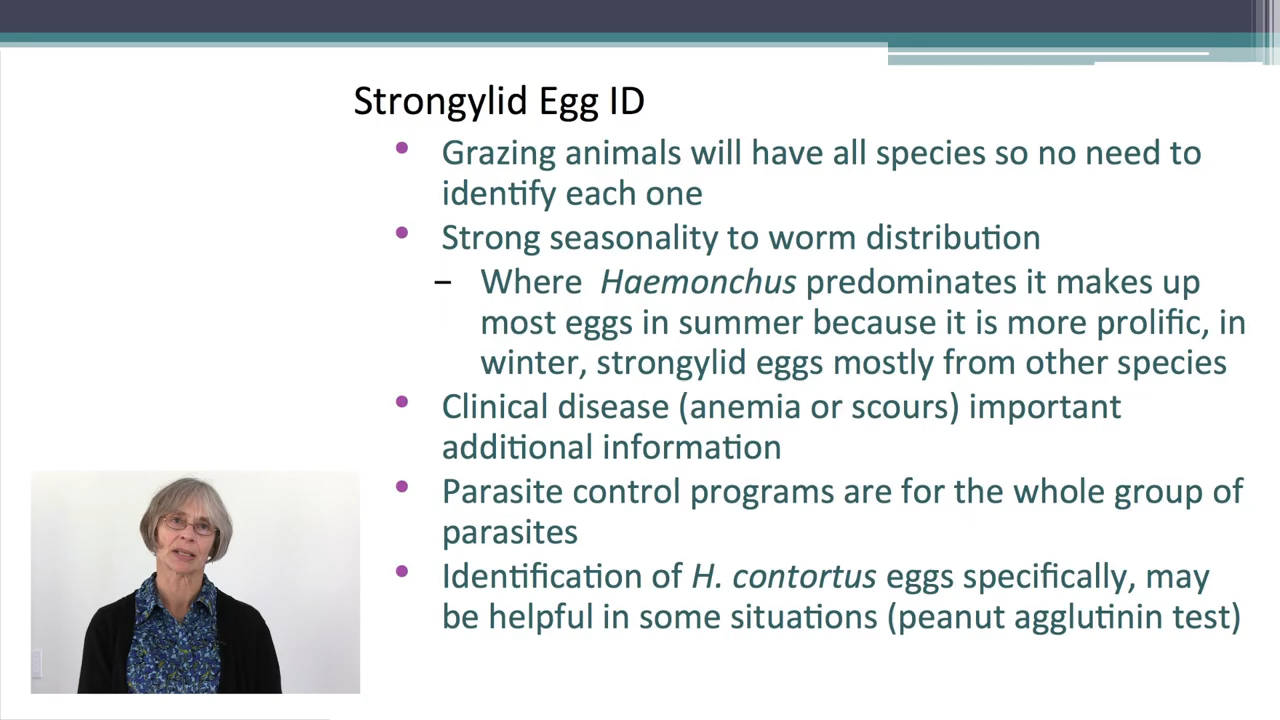 Strongylid Egg ID
• Grazing animals will have all species so no need to
identify each one
• Strong seasonality to worm distribution
– Where Haemonchus predominates it makes up
most eggs in summer because it is more prolific, in
winter, strongylid eggs mostly from other species
• Clinical disease (anemia or scours) important
additional information
• Parasite control programs are for the whole group of
parasites
• Identification of H. contortus eggs specifically, may
be helpful in some situations (peanut agglutinin test)